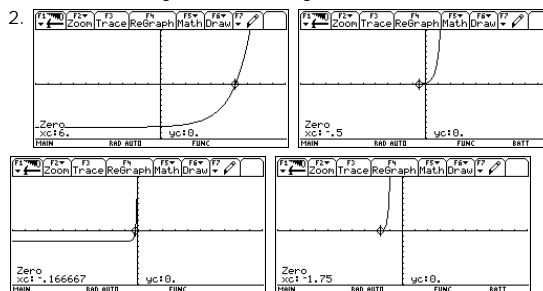 2.
F1 F2 Zoom F3 Trace F4 ReGraph F5 Math F6 Draw F7
Zero
xc:6. yc:0.
MAIN RAD AUTO FUNC
F1 F2 Zoom F3 Trace F4 ReGraph F5 Math F6 Draw F7
Zero
xc:-.5 yc:0.
MAIN RAD AUTO FUNC BATT
F1 F2 Zoom F3 Trace F4 ReGraph F5 Math F6 Draw F7
Zero
xc:-.166667 yc:0.
MAIN RAD AUTO FUNC
F1 F2 Zoom F3 Trace F4 ReGraph F5 Math F6 Draw F7
Zero
xc:-1.75 yc:0.
MAIN RAD AUTO FUNC BATT